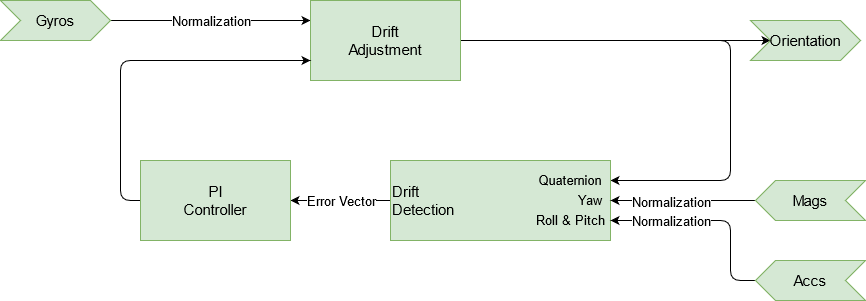 Gyros
Normalization
Drift
Adjustment
Orientation
PI
Controller
Error Vector
Drift
Detection
Quaternion
Yaw
Roll & Pitch
Normalization
Normalization
Mags
Accs